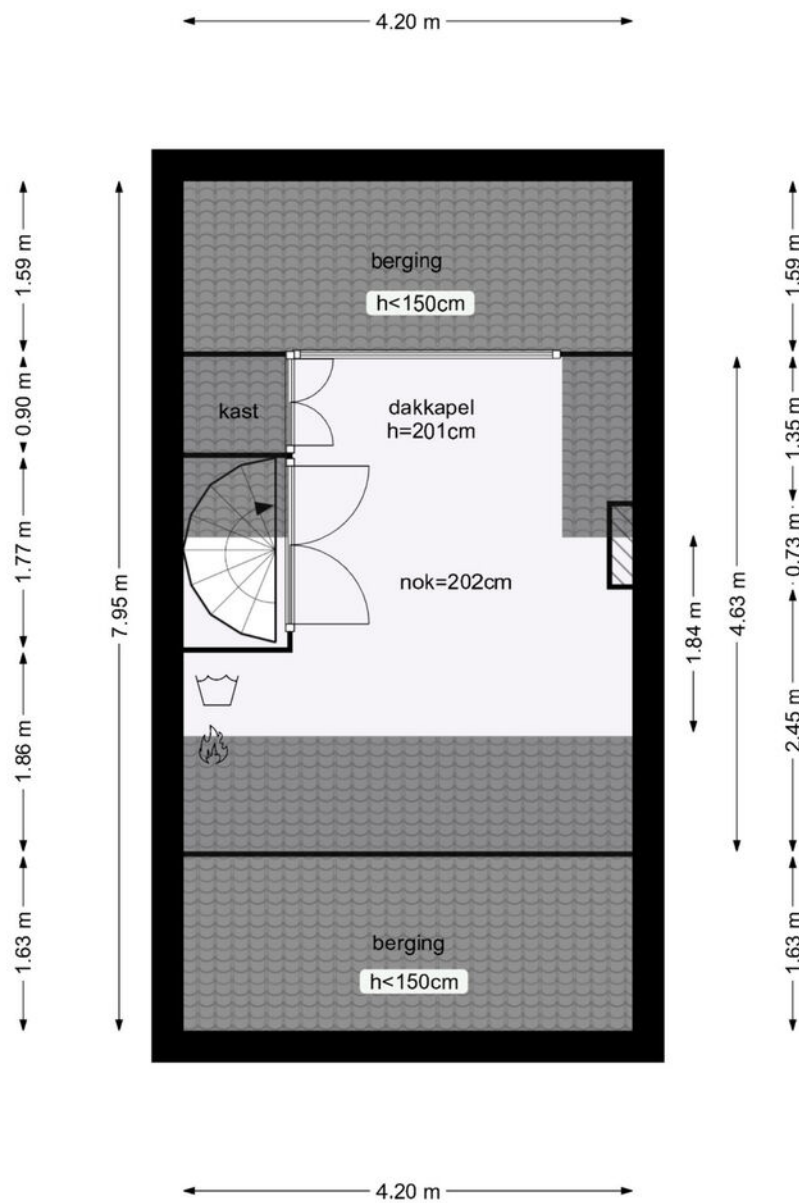 4.20 m
1.59 m
0.90 m
1.77 m
1.86 m
1.63 m
7.95 m
berging
h<150cm
kast
dakkapel
h=201cm
nok=202cm
berging
h<150cm
1.84 m
4.63 m
1.59 m
1.35 m
0.73 m
2.45 m
1.63 m
4.20 m